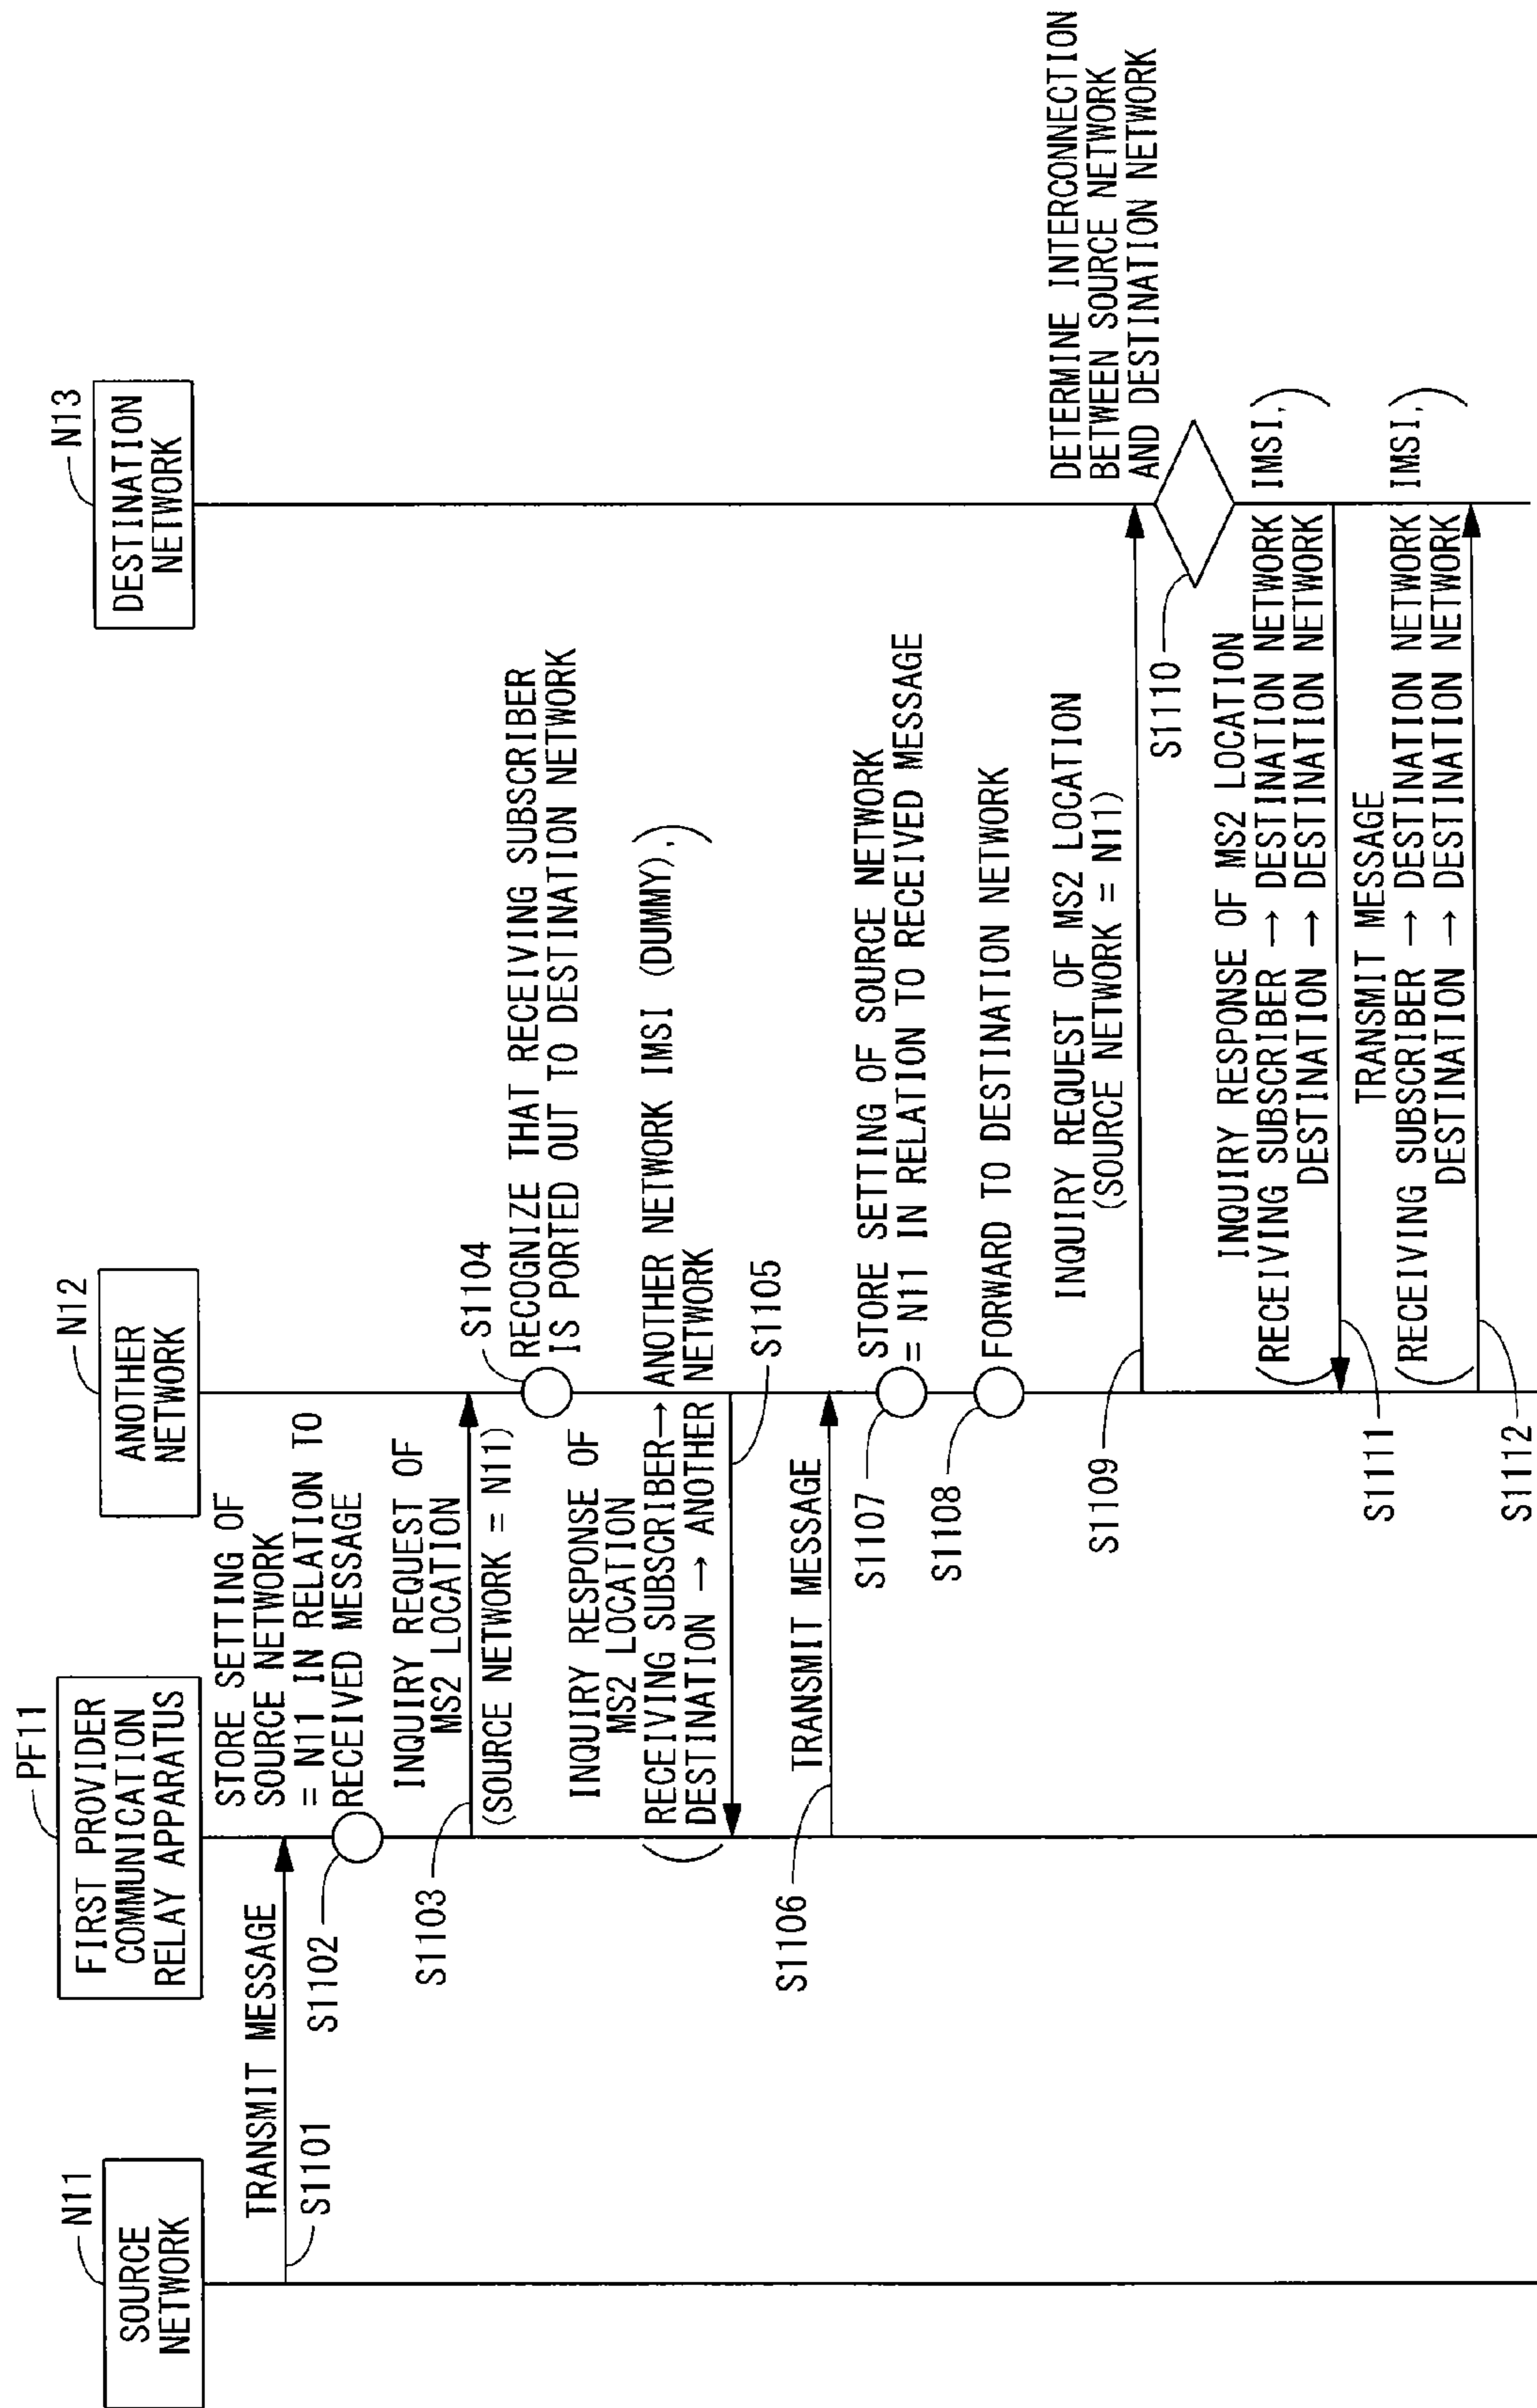 N11
SOURCE
NETWORK
PF11
FIRST PROVIDER
COMMUNICATION
RELAY APPARATUS
N12
ANOTHER
NETWORK
N13
DESTINATION
NETWORK
TRANSMIT MESSAGE
S1101
STORE SETTING OF
SOURCE NETWORK
= N11 IN RELATION TO
RECEIVED MESSAGE
S1102
INQUIRY REQUEST OF
MS2 LOCATION
(SOURCE NETWORK = N11)
S1103
S1104
RECOGNIZE THAT RECEIVING SUBSCRIBER
IS PORTED OUT TO DESTINATION NETWORK
INQUIRY RESPONSE OF
MS2 LOCATION
(RECEIVING SUBSCRIBER→ ANOTHER NETWORK IMSI (DUMMY),
DESTINATION → ANOTHER NETWORK)
S1105
TRANSMIT MESSAGE
S1106
STORE SETTING OF SOURCE NETWORK
= N11 IN RELATION TO RECEIVED MESSAGE
S1107
FORWARD TO DESTINATION NETWORK
S1108
INQUIRY REQUEST OF MS2 LOCATION
(SOURCE NETWORK = N11)
S1109
DETERMINE INTERCONNECTION
BETWEEN SOURCE NETWORK
AND DESTINATION NETWORK
S1110
INQUIRY RESPONSE OF MS2 LOCATION
(RECEIVING SUBSCRIBER → DESTINATION NETWORK IMSI,
DESTINATION → DESTINATION NETWORK)
S1111
TRANSMIT MESSAGE
(RECEIVING SUBSCRIBER → DESTINATION NETWORK IMSI,
DESTINATION → DESTINATION NETWORK)
S1112